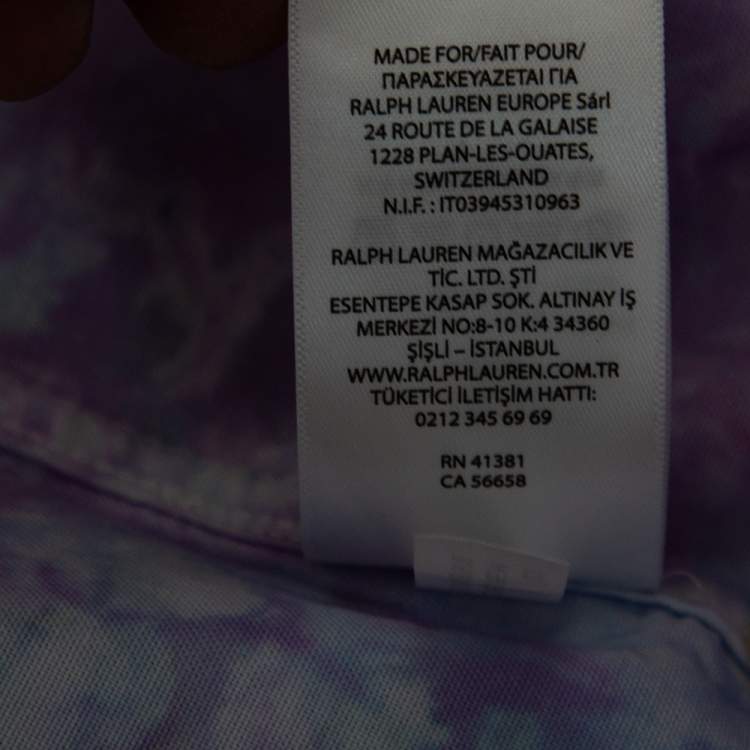 MADE FOR/FAIT POUR/
ΠΑΡΑΣΚΕΥΑΖΕΤΑΙ ΓΙΑ
RALPH LAUREN EUROPE Sárl
24 ROUTE DE LA GALAISE
1228 PLAN-LES-OUATES,
SWITZERLAND
N.I.F. : IT03945310963
RALPH LAUREN MAĞAZACILIK VE
TİC. LTD. ŞTİ
ESENTEPE KASAP SOK. ALTINAY İŞ
MERKEZİ NO:8-10 K:4 34360
ŞİŞLİ – İSTANBUL
WWW.RALPHLAUREN.COM.TR
TÜKETİCİ İLETİŞİM HATTI:
0212 345 69 69
RN 41381
CA 56658